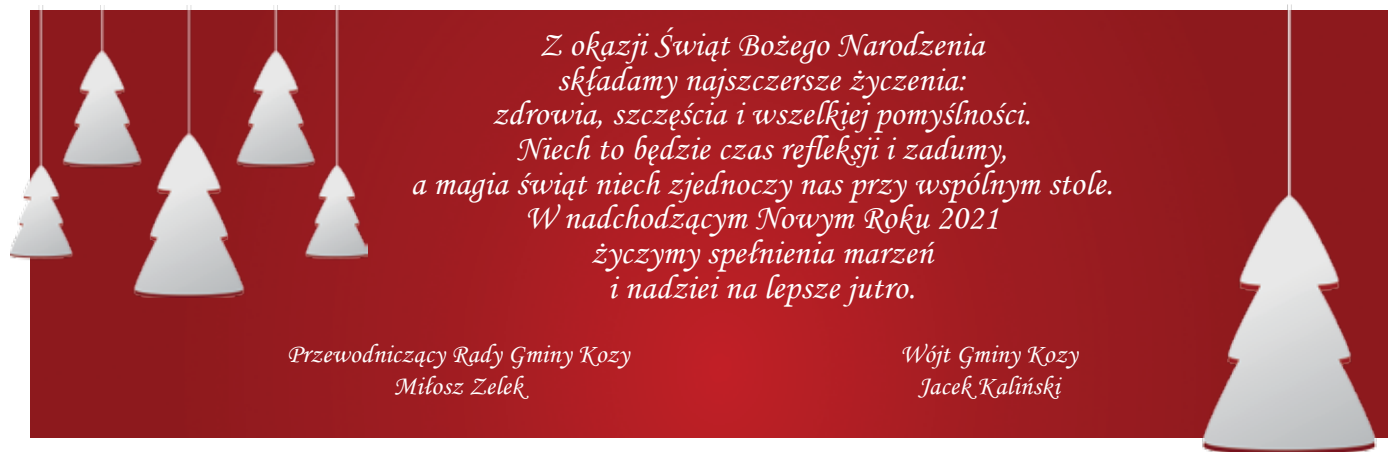 Z okazji Świąt Bożego Narodzenia
składamy najszczersze życzenia:
zdrowia, szczęścia i wszelkiej pomyślności.
Niech to będzie czas refleksji i zadumy,
a magia świąt niech zjednoczy nas przy wspólnym stole.
W nadchodzącym Nowym Roku 2021
życzymy spełnienia marzeń
i nadziei na lepsze jutro.
Przewodniczący Rady Gminy Kozy
Miłosz Zelek
Wójt Gminy Kozy
Jacek Kaliński